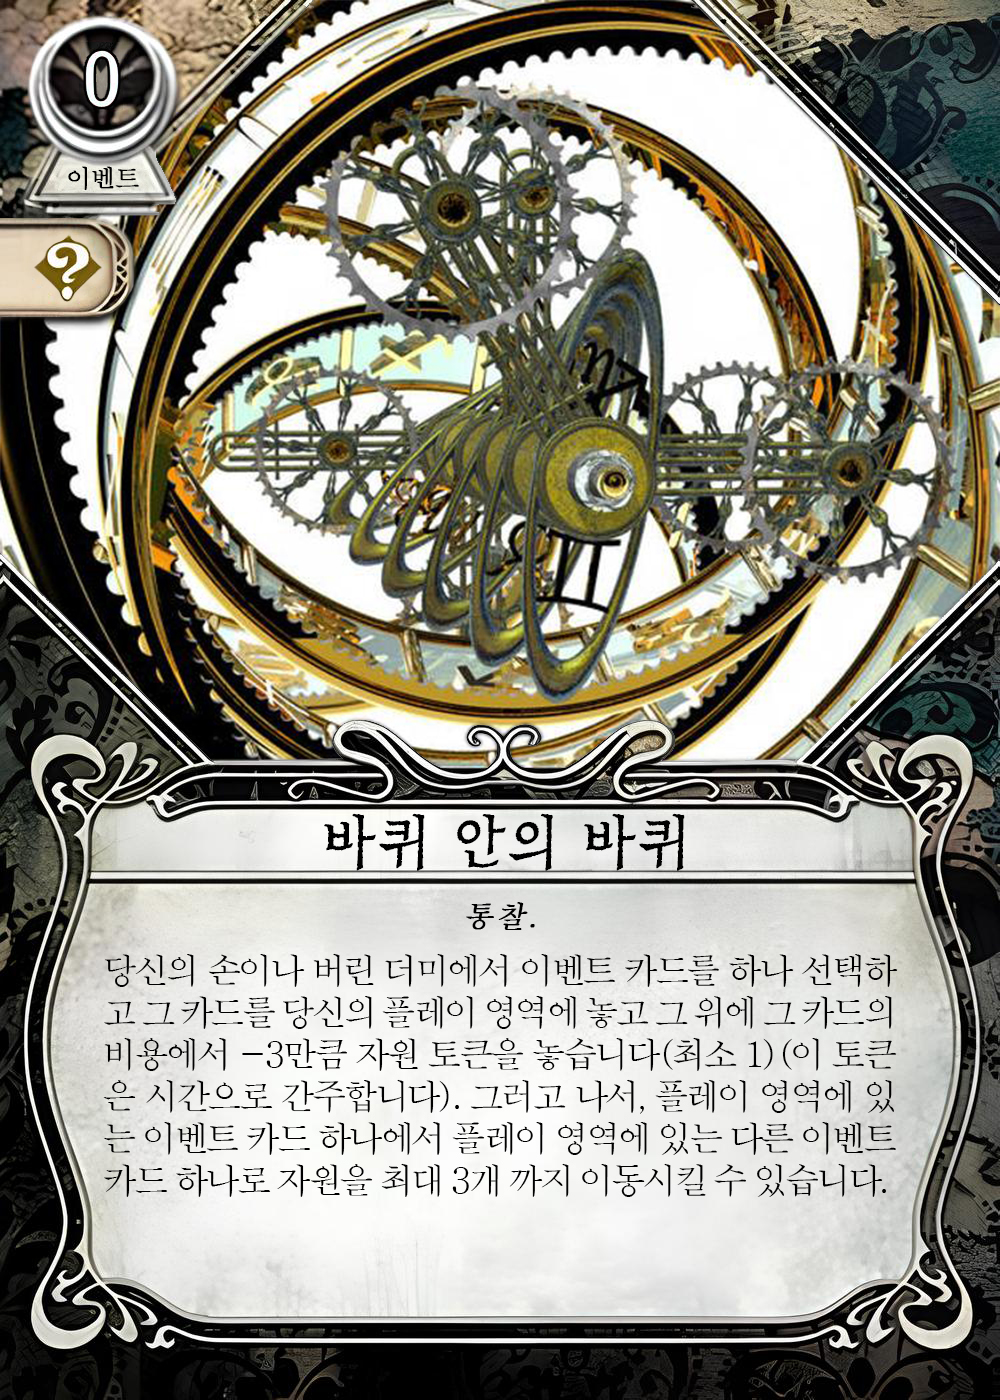 0
이벤트
?
바퀴 안의 바퀴
통찰.
당신의 손이나 버린 더미에서 이벤트 카드를 하나 선택하
고 그 카드를 당신의 플레이 영역에 놓고 그 위에 그 카드의
비용에서 -3만큼 자원 토큰을 놓습니다(최소 1) (이 토큰
은 시간으로 간주합니다). 그러고 나서, 플레이 영역에 있
는 이벤트 카드 하나에서 플레이 영역에 있는 다른 이벤트
카드 하나로 자원을 최대 3개 까지 이동시킬 수 있습니다.